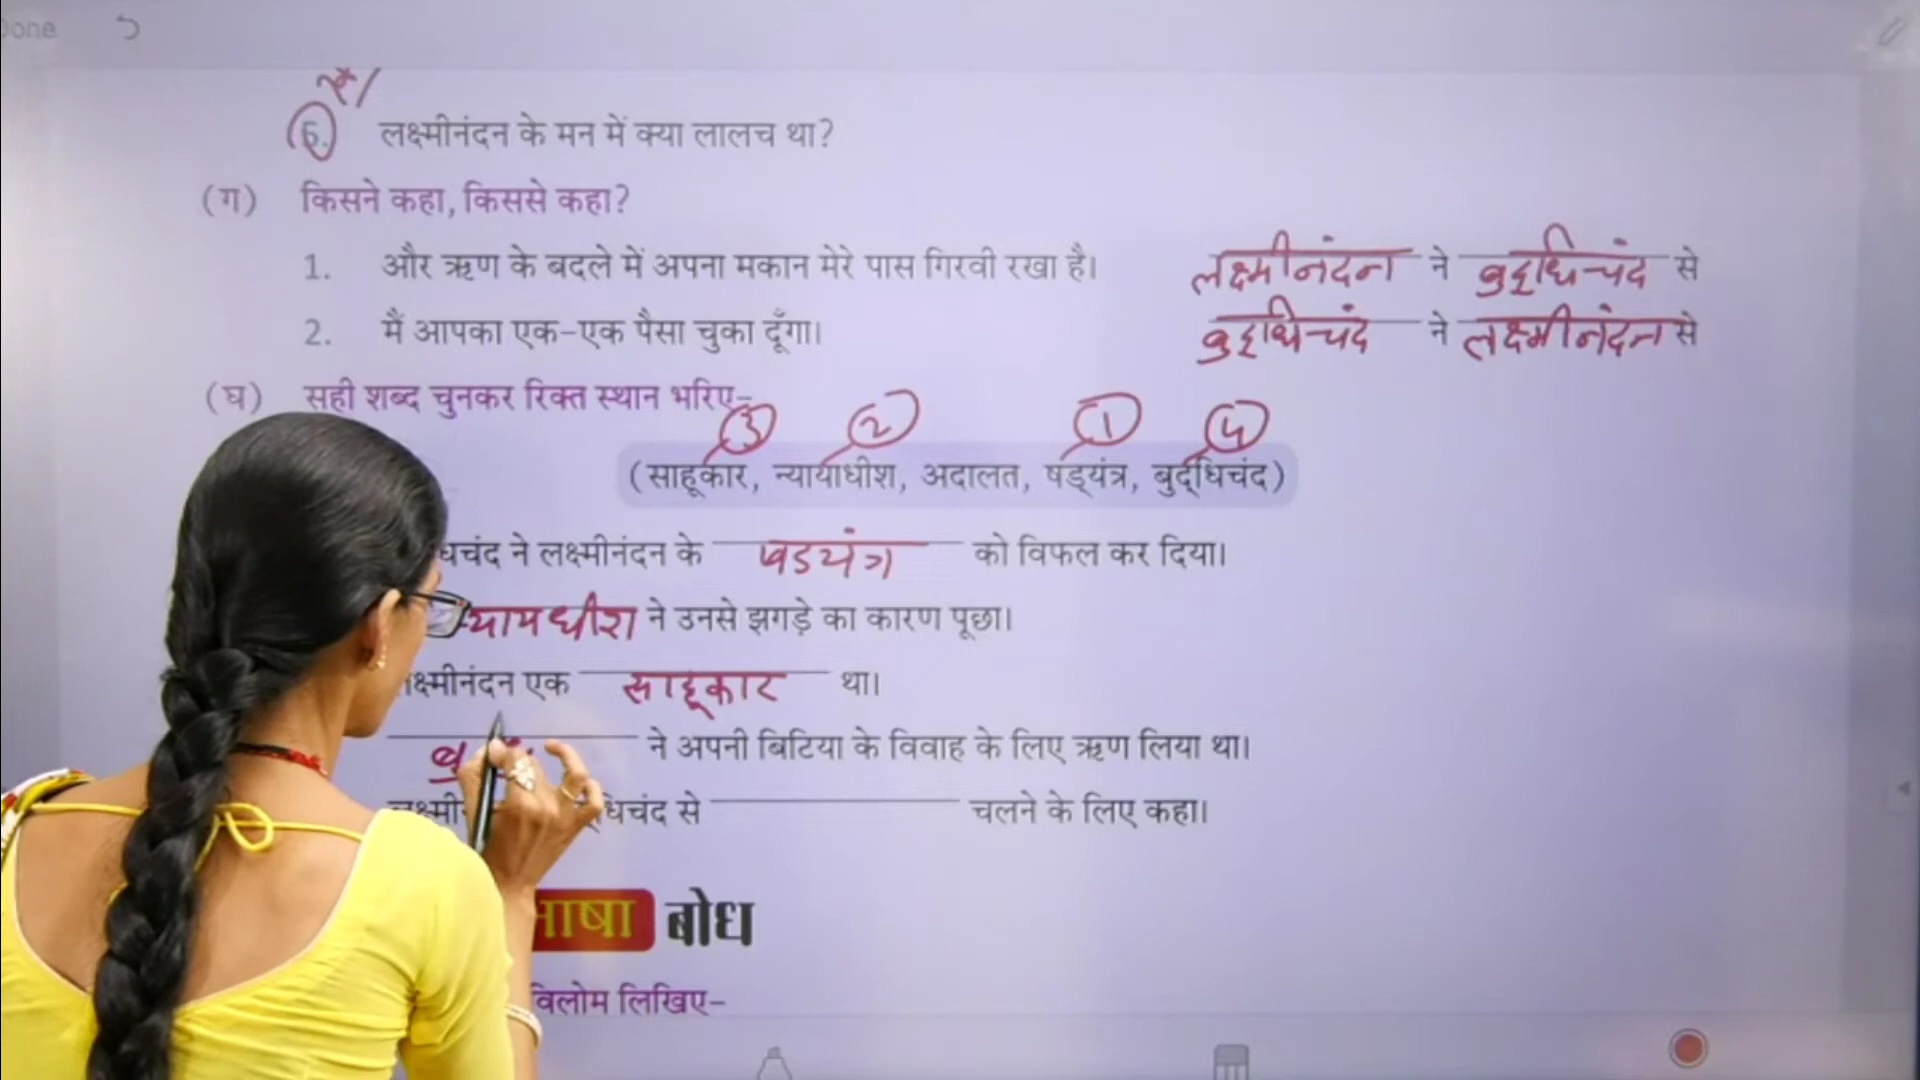 Done
6. लक्ष्मीनंदन के मन में क्या लालच था?
(ग) किसने कहा, किससे कहा?
1. और ऋण के बदले में अपना मकान मेरे पास गिरवी रखा है। लक्ष्मीनंदन ने बुद्धिचंद से
2. मैं आपका एक-एक पैसा चुका दूँगा। बुद्धिचंद ने लक्ष्मीनंदन से
(घ) सही शब्द चुनकर रिक्त स्थान भरिए-
3 2 1 4
(साहूकार, न्यायाधीश, अदालत, षड्यंत्र, बुद्धिचंद)
धिचंद ने लक्ष्मीनंदन के षडयंत्र को विफल कर दिया।
न्यायधीश ने उनसे झगड़े का कारण पूछा।
लक्ष्मीनंदन एक साहूकार था।
बु ने अपनी बिटिया के विवाह के लिए ऋण लिया था।
लक्ष्मी धिचंद से चलने के लिए कहा।
भाषा बोध
विलोम लिखिए-